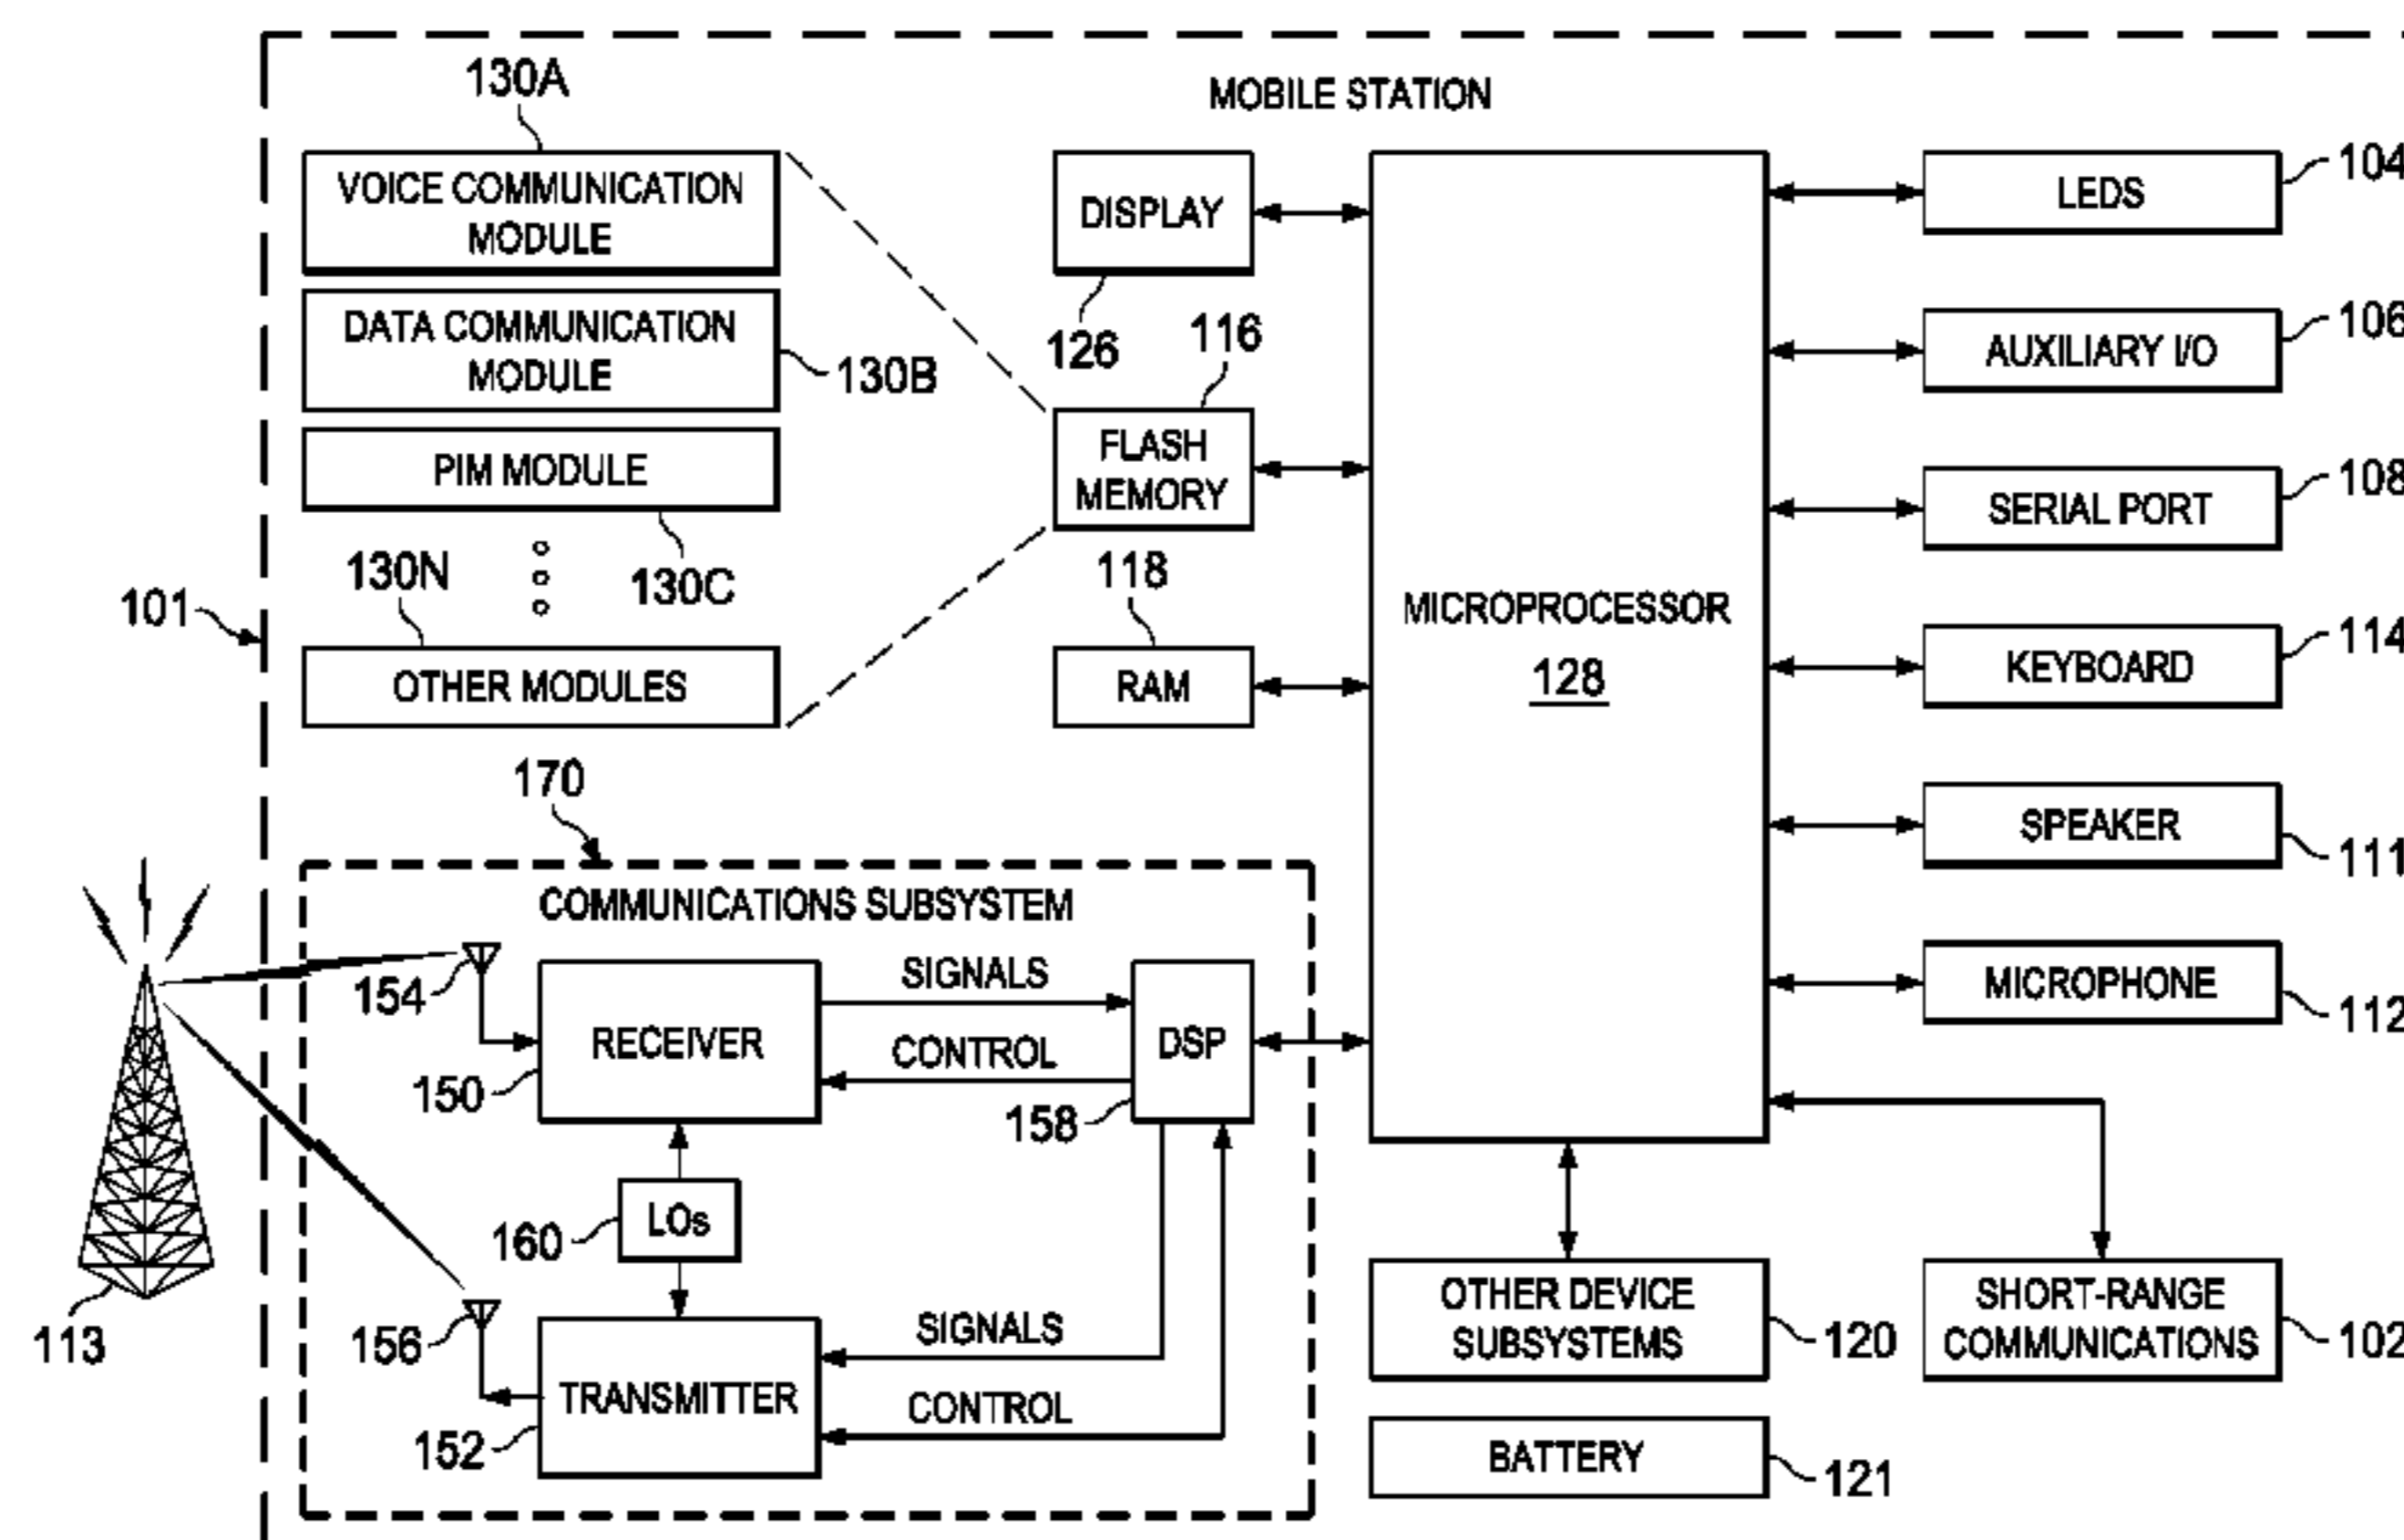 130A
MOBILE STATION
VOICE COMMUNICATION
MODULE
DATA COMMUNICATION
MODULE
130B
PIM MODULE
130C
130N
OTHER MODULES
101
DISPLAY
126
116
FLASH
MEMORY
118
RAM
MICROPROCESSOR
128
LEDS
104
AUXILIARY I/O
106
SERIAL PORT
108
KEYBOARD
114
SPEAKER
111
MICROPHONE
112
170
COMMUNICATIONS SUBSYSTEM
154
SIGNALS
RECEIVER
CONTROL
DSP
150
158
LOs
160
113
156
SIGNALS
TRANSMITTER
CONTROL
152
OTHER DEVICE
SUBSYSTEMS
120
SHORT-RANGE
COMMUNICATIONS
102
BATTERY
121